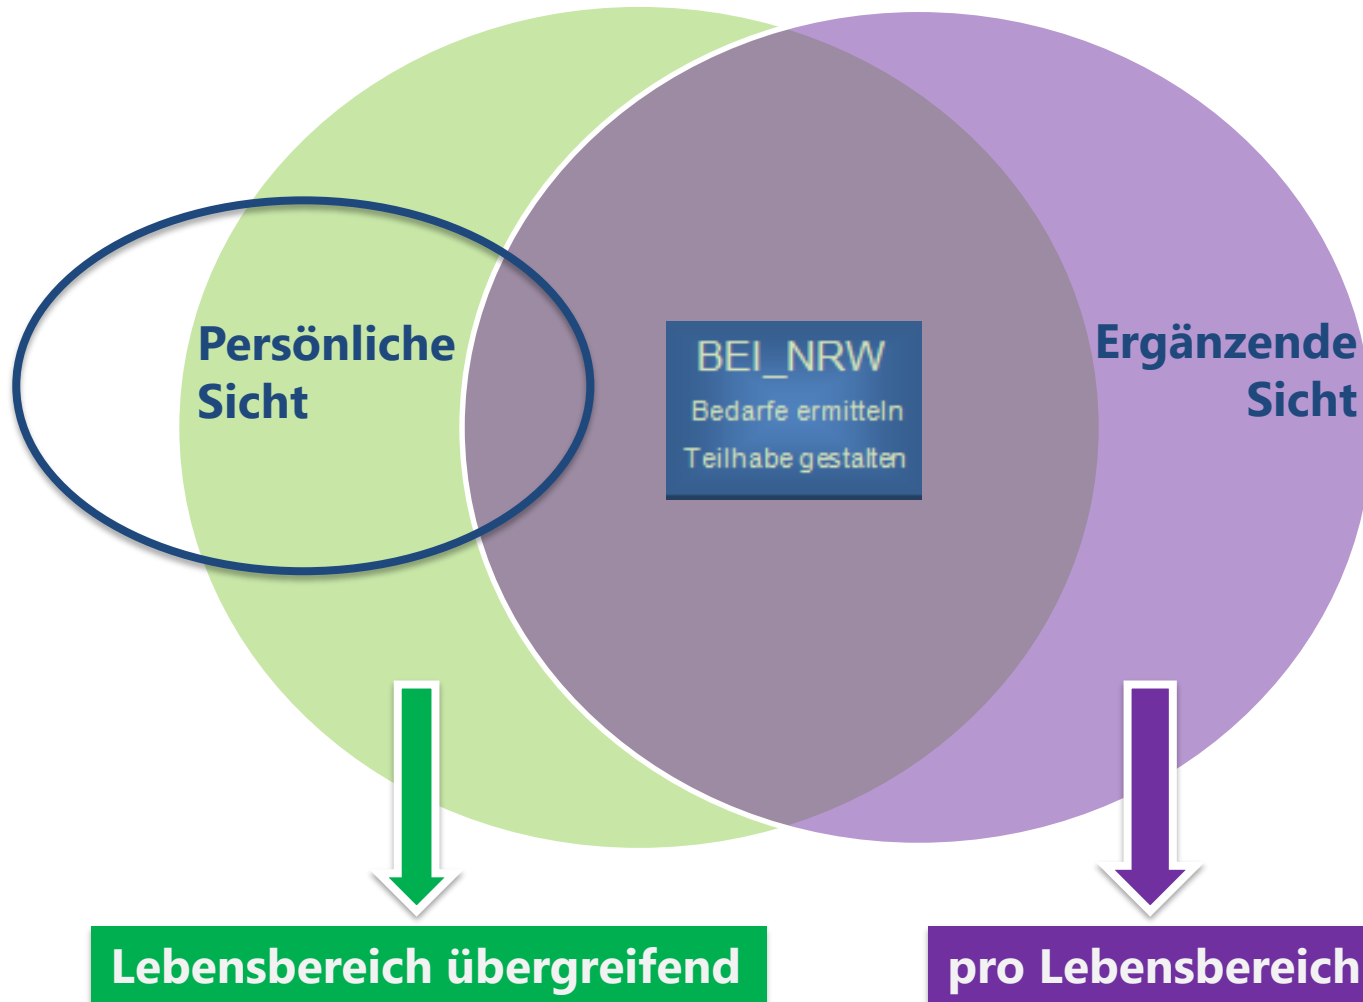 Persönliche
Sicht
BEI_NRW
Bedarfe ermitteln
Teilhabe gestalten
Ergänzende
Sicht
Lebensbereich übergreifend
pro Lebensbereich